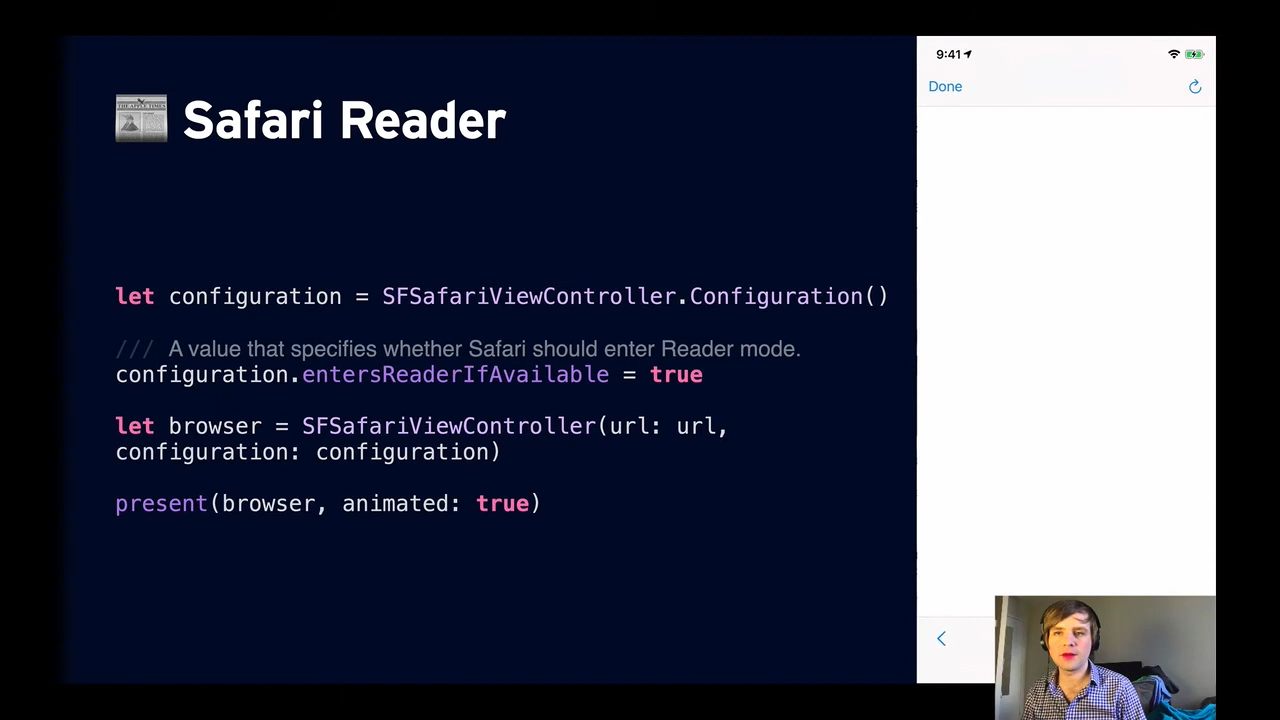 Safari Reader
let configuration = SFSafariViewController.Configuration()
/// A value that specifies whether Safari should enter Reader mode.
configuration.entersReaderIfAvailable = true
let browser = SFSafariViewController(url: url,
configuration: configuration)
present(browser, animated: true)
9:41
Done